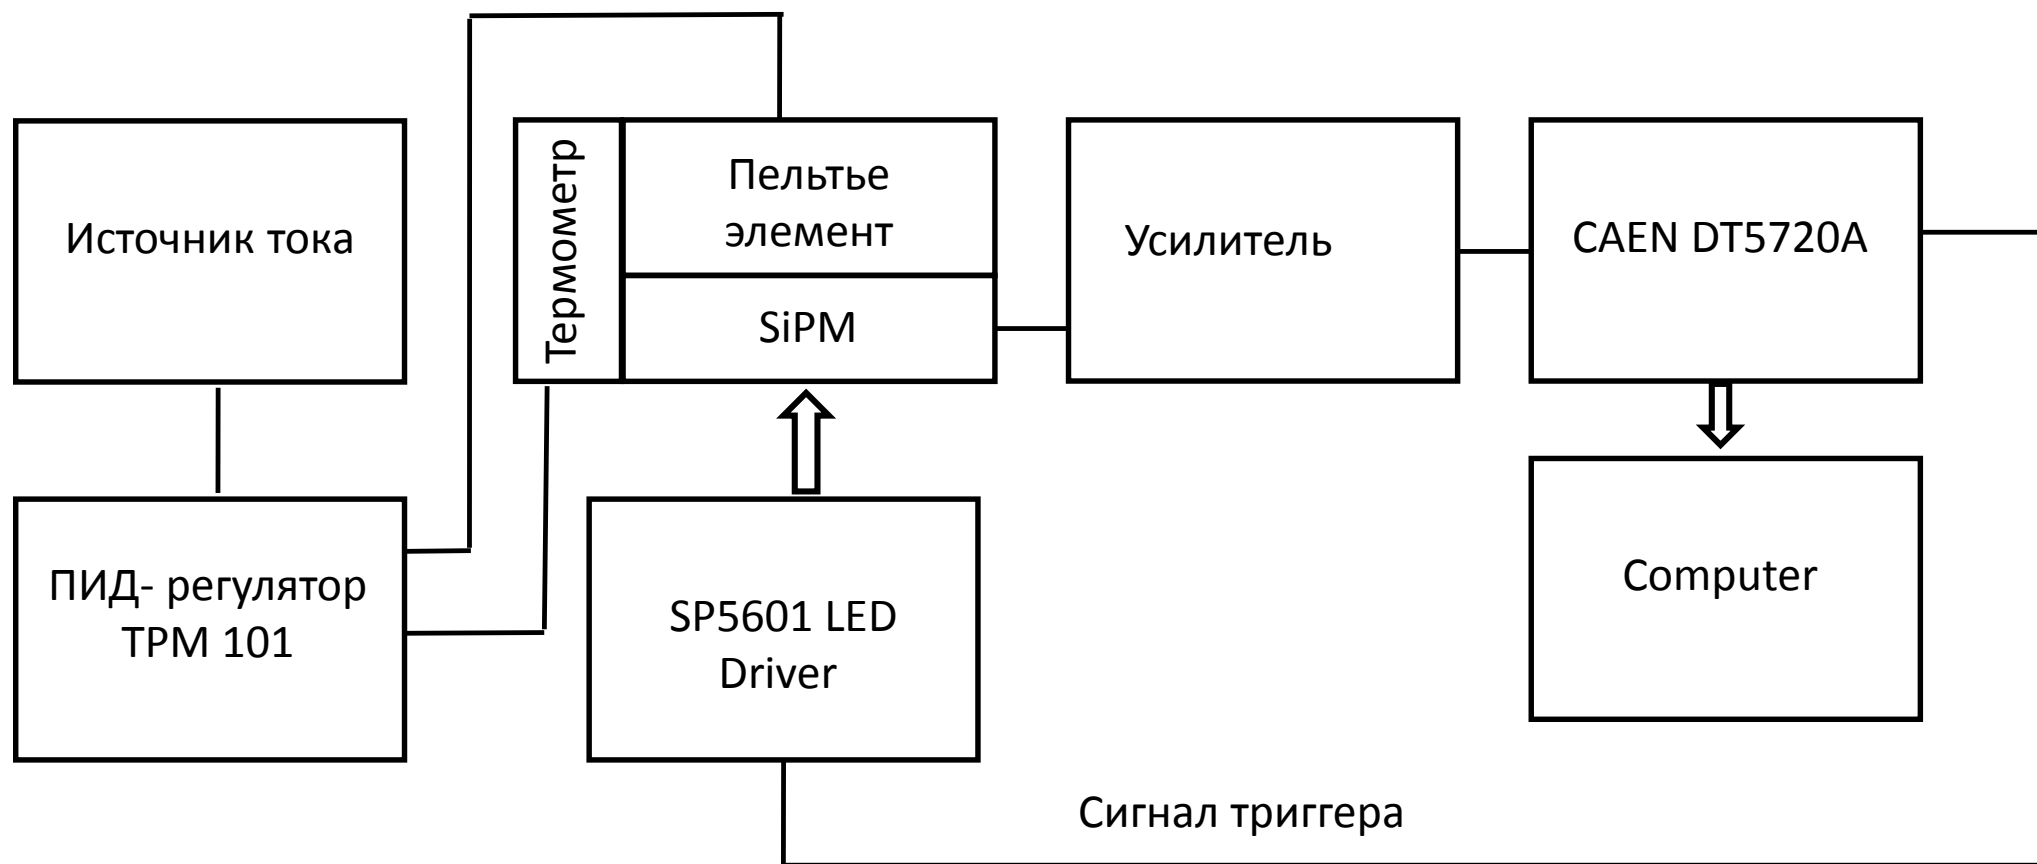 Источник тока
Термометр
Пельтье
элемент
SiPM
Усилитель
CAEN DT5720A
ПИД- регулятор
ТРМ 101
SP5601 LED
Driver
Computer
Сигнал триггера